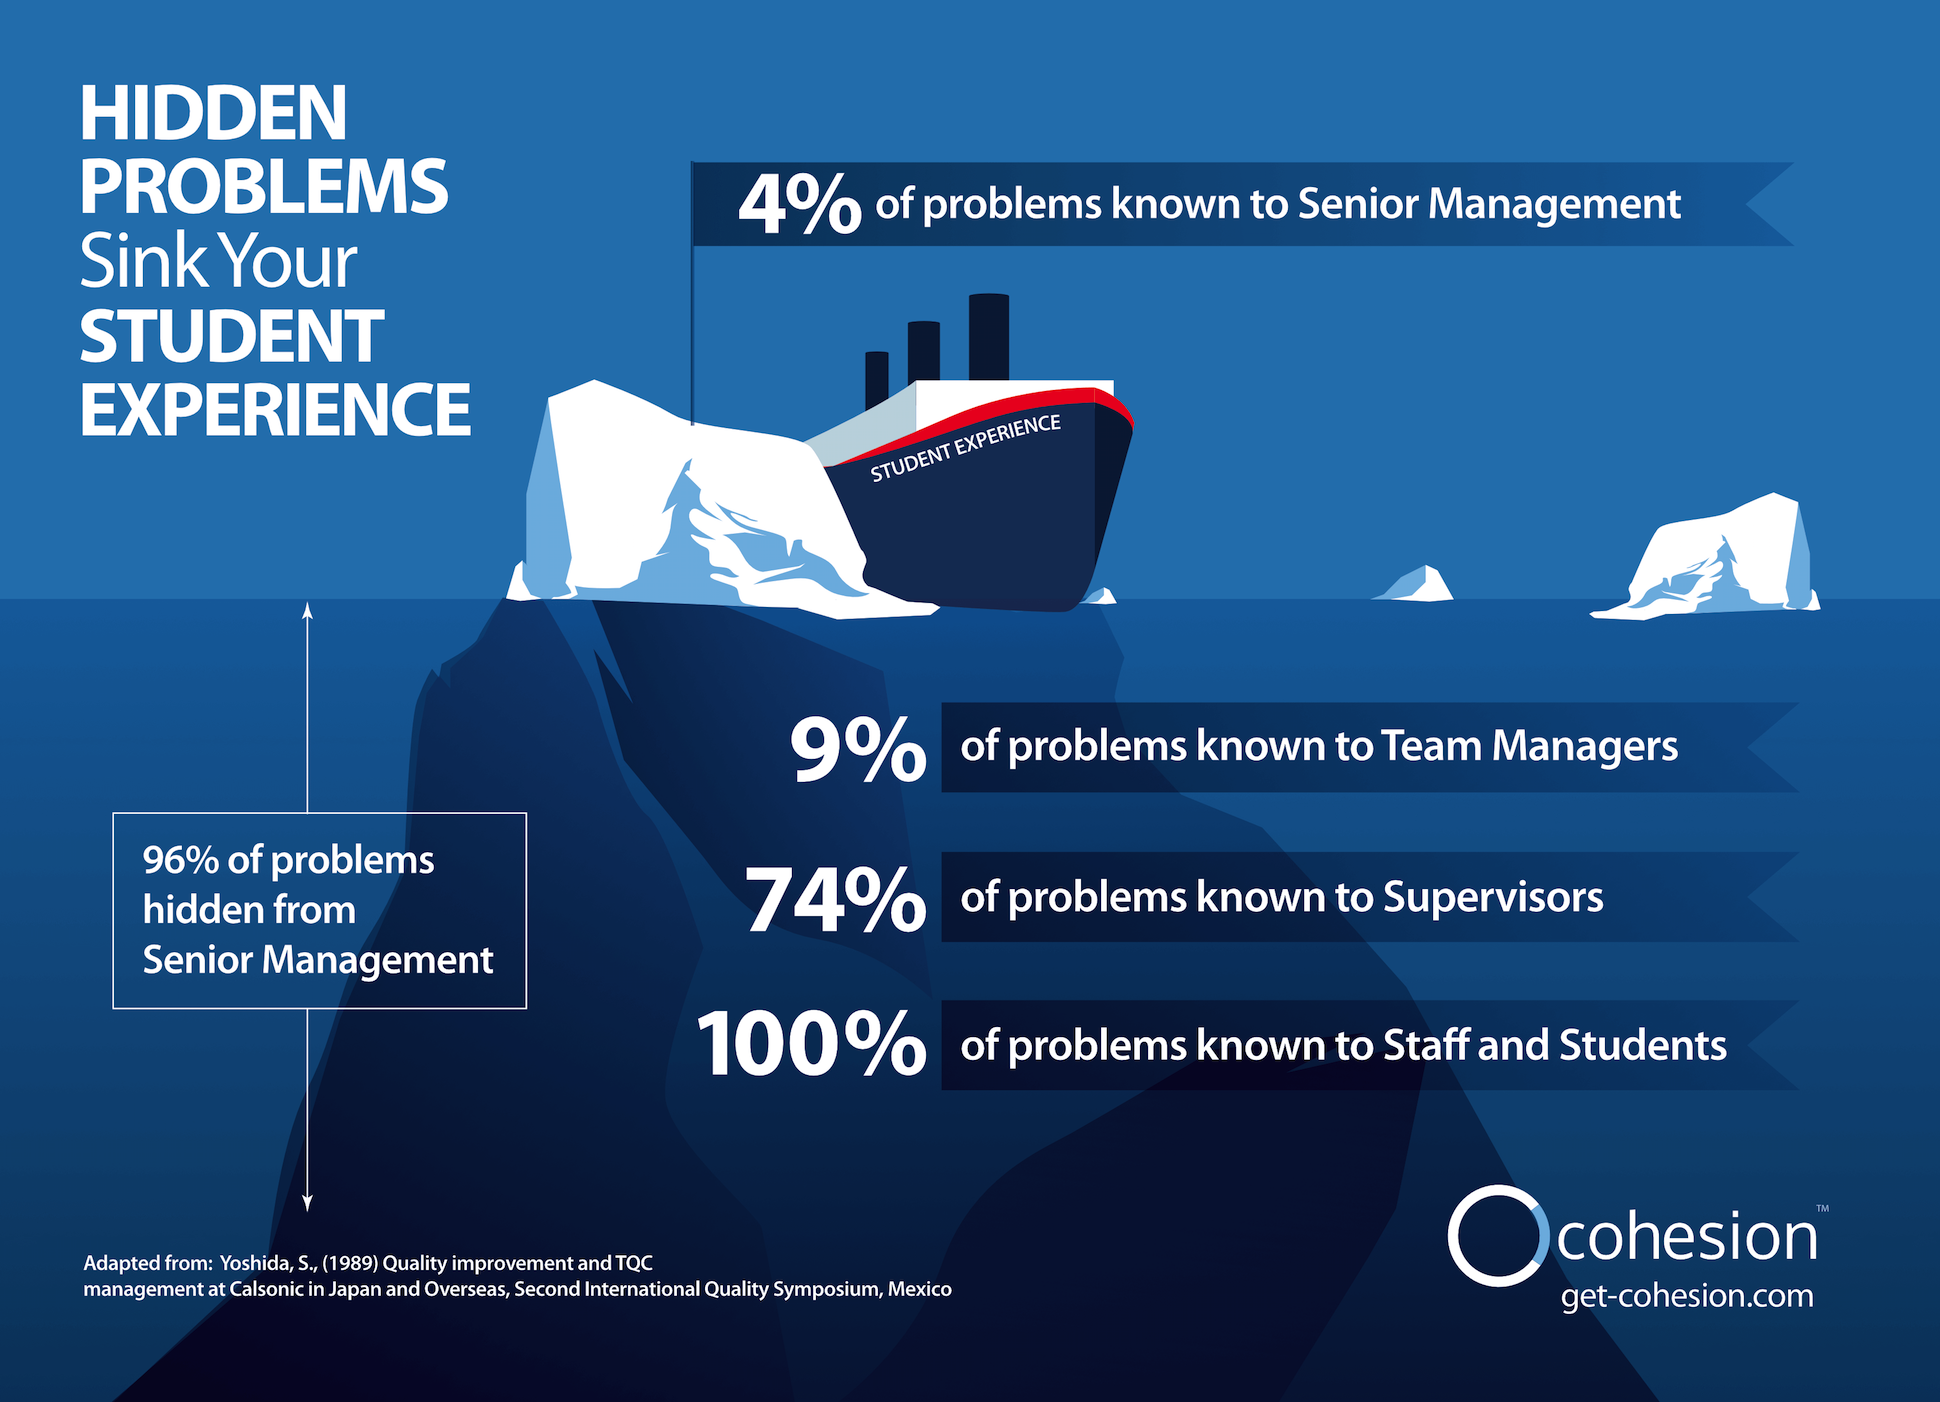 HIDDEN
PROBLEMS
Sink Your
STUDENT
EXPERIENCE
4% of problems known to Senior Management
STUDENT EXPERIENCE
9% of problems known to Team Managers
74% of problems known to Supervisors
100% of problems known to Staff and Students
96% of problems
hidden from
Senior Management
Adapted from: Yoshida, S., (1989) Quality improvement and TQC
management at Calsonic in Japan and Overseas, Second International Quality Symposium, Mexico
cohesion™
get-cohesion.com